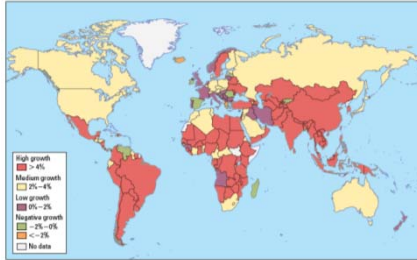 High growth
> 4%
Medium growth
2%–4%
Low growth
0%–2%
Negative growth
–2%–0%
< –2%
No data